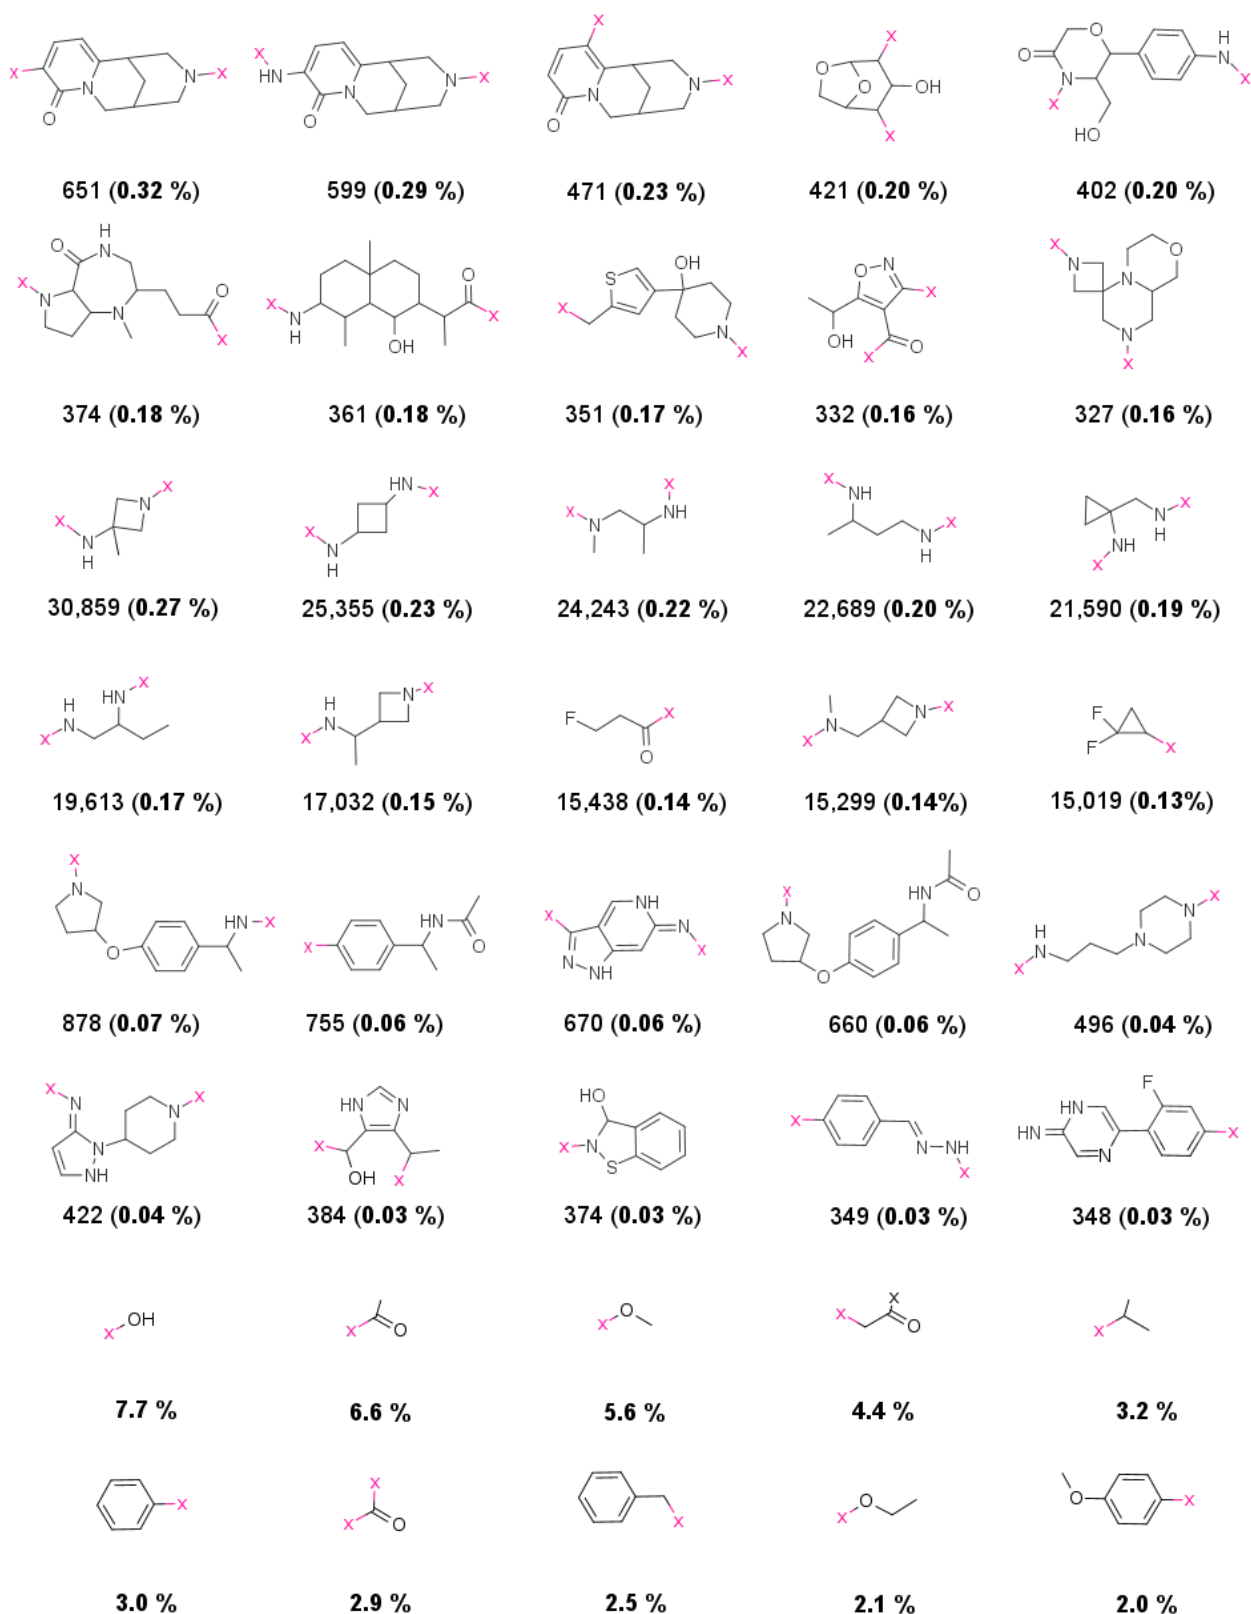 X N X O N
X HN N X O N
X N X O N
X O O OH X
H O N X O N X HO
651 (0.32 %) 599 (0.29 %) 471 (0.23 %) 421 (0.20 %) 402 (0.20 %)
H O N X N N O X
O X N H OH X
OH S X N X
O N X OH X O
X N N O N X
374 (0.18 %) 361 (0.18 %) 351 (0.17 %) 332 (0.16 %) 327 (0.16 %)
X N X N H
HN X X N H
X X N NH
X NH N X H
N X H NH X
30,859 (0.27 %) 25,355 (0.23 %) 24,243 (0.22 %) 22,689 (0.20 %) 21,590 (0.19 %)
H HN X N X
H N X N X
F X O
N X N X
F F X
19,613 (0.17 %) 17,032 (0.15 %) 15,438 (0.14 %) 15,299 (0.14%) 15,019 (0.13%)
X N HN X O
HN O X
X NH N X N NH
X N HN O O
N X H N N X
878 (0.07 %) 755 (0.06 %) 670 (0.06 %) 660 (0.06 %) 496 (0.04 %)
X N N X N NH
HN N X OH X
HO X N S
X N NH X
F HN HN N X
422 (0.04 %) 384 (0.03 %) 374 (0.03 %) 349 (0.03 %) 348 (0.03 %)
X OH
X O
X O
X X O
X
7.7 % 6.6 % 5.6 % 4.4 % 3.2 %
X
X X O
X
X O
O X
3.0 % 2.9 % 2.5 % 2.1 % 2.0 %